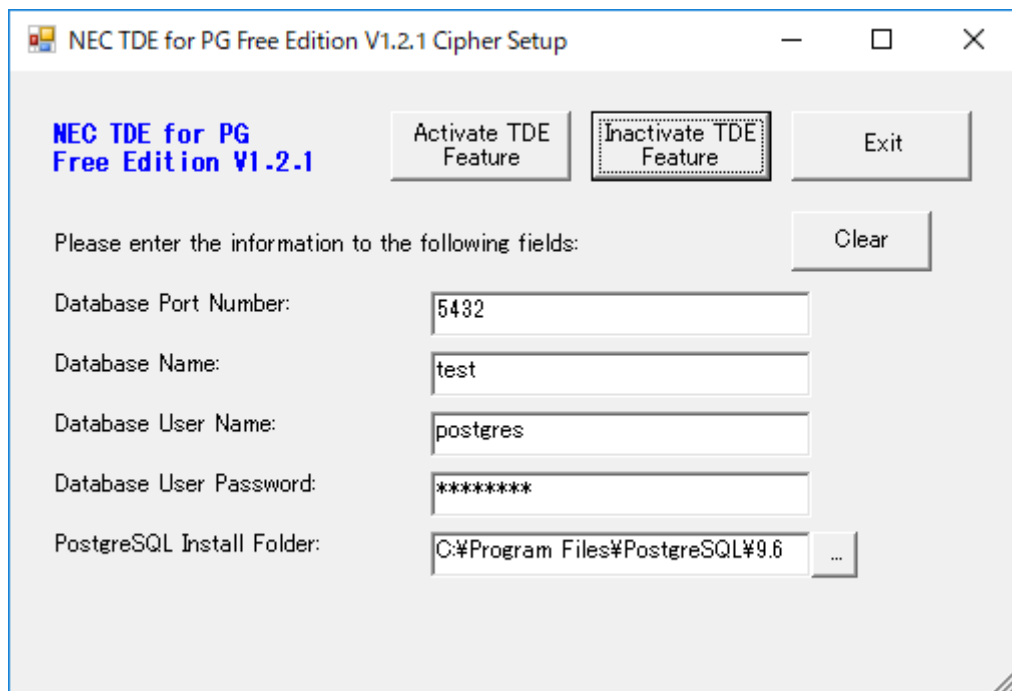 NEC TDE for PG Free Edition V1.2.1 Cipher Setup
NEC TDE for PG
Free Edition V1.2.1
Activate TDE
Feature
Inactivate TDE
Feature
Exit
Please enter the information to the following fields:
Clear
Database Port Number:
5432
Database Name:
test
Database User Name:
postgres
Database User Password:
********
PostgreSQL Install Folder:
C:¥Program Files¥PostgreSQL¥9.6
...